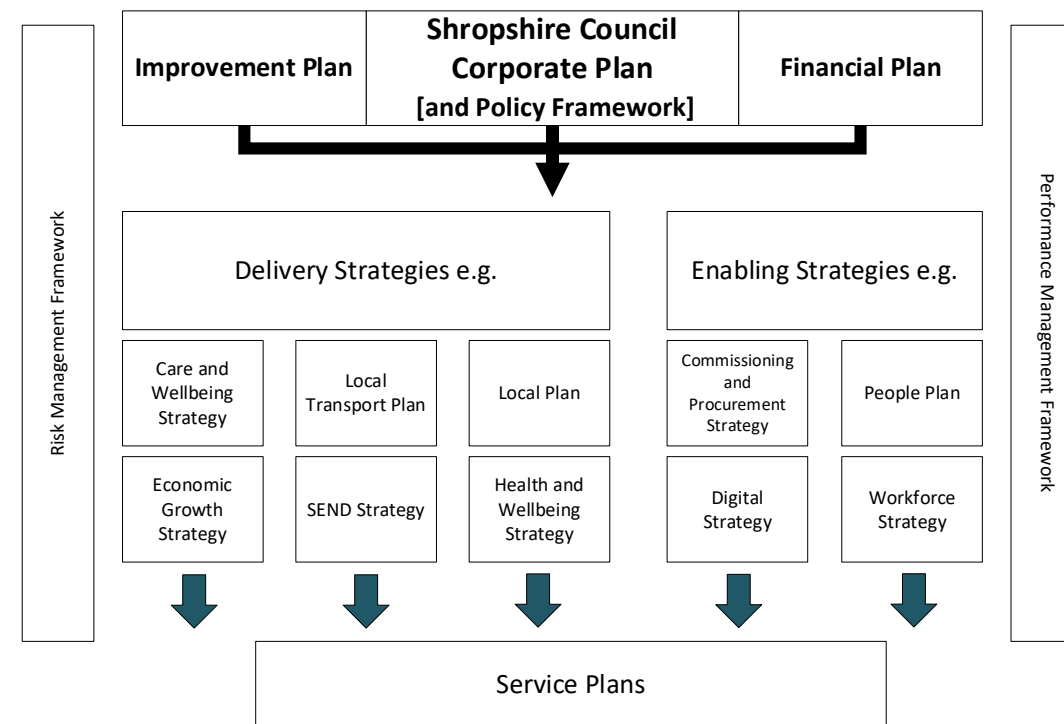 Improvement Plan
Shropshire Council
Corporate Plan
[and Policy Framework]
Financial Plan
Risk Management Framework
Performance Management Framework
Delivery Strategies e.g.
Enabling Strategies e.g.
Care and
Wellbeing
Strategy
Local
Transport Plan
Local Plan
Commissioning
and
Procurement
Strategy
People Plan
Economic
Growth
Strategy
SEND Strategy
Health and
Wellbeing
Strategy
Digital
Strategy
Workforce
Strategy
Service Plans